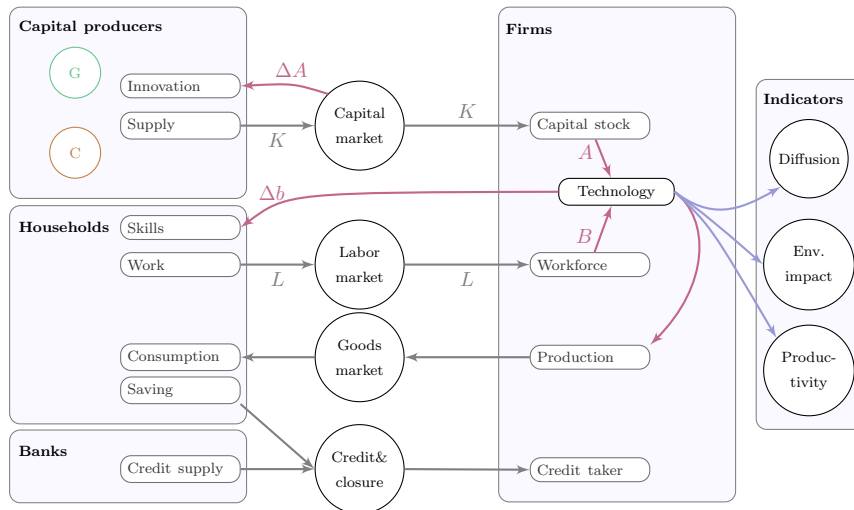 Capital producers
G
C
Innovation
Supply
ΔA
K
Capital
market
K
Firms
Capital stock
A
Technology
B
Workforce
Production
Credit taker
Indicators
Diffusion
Env.
impact
Produc-
tivity
Households
Skills
Work
Δb
L
Labor
market
L
Consumption
Saving
Goods
market
Banks
Credit supply
Credit&
closure